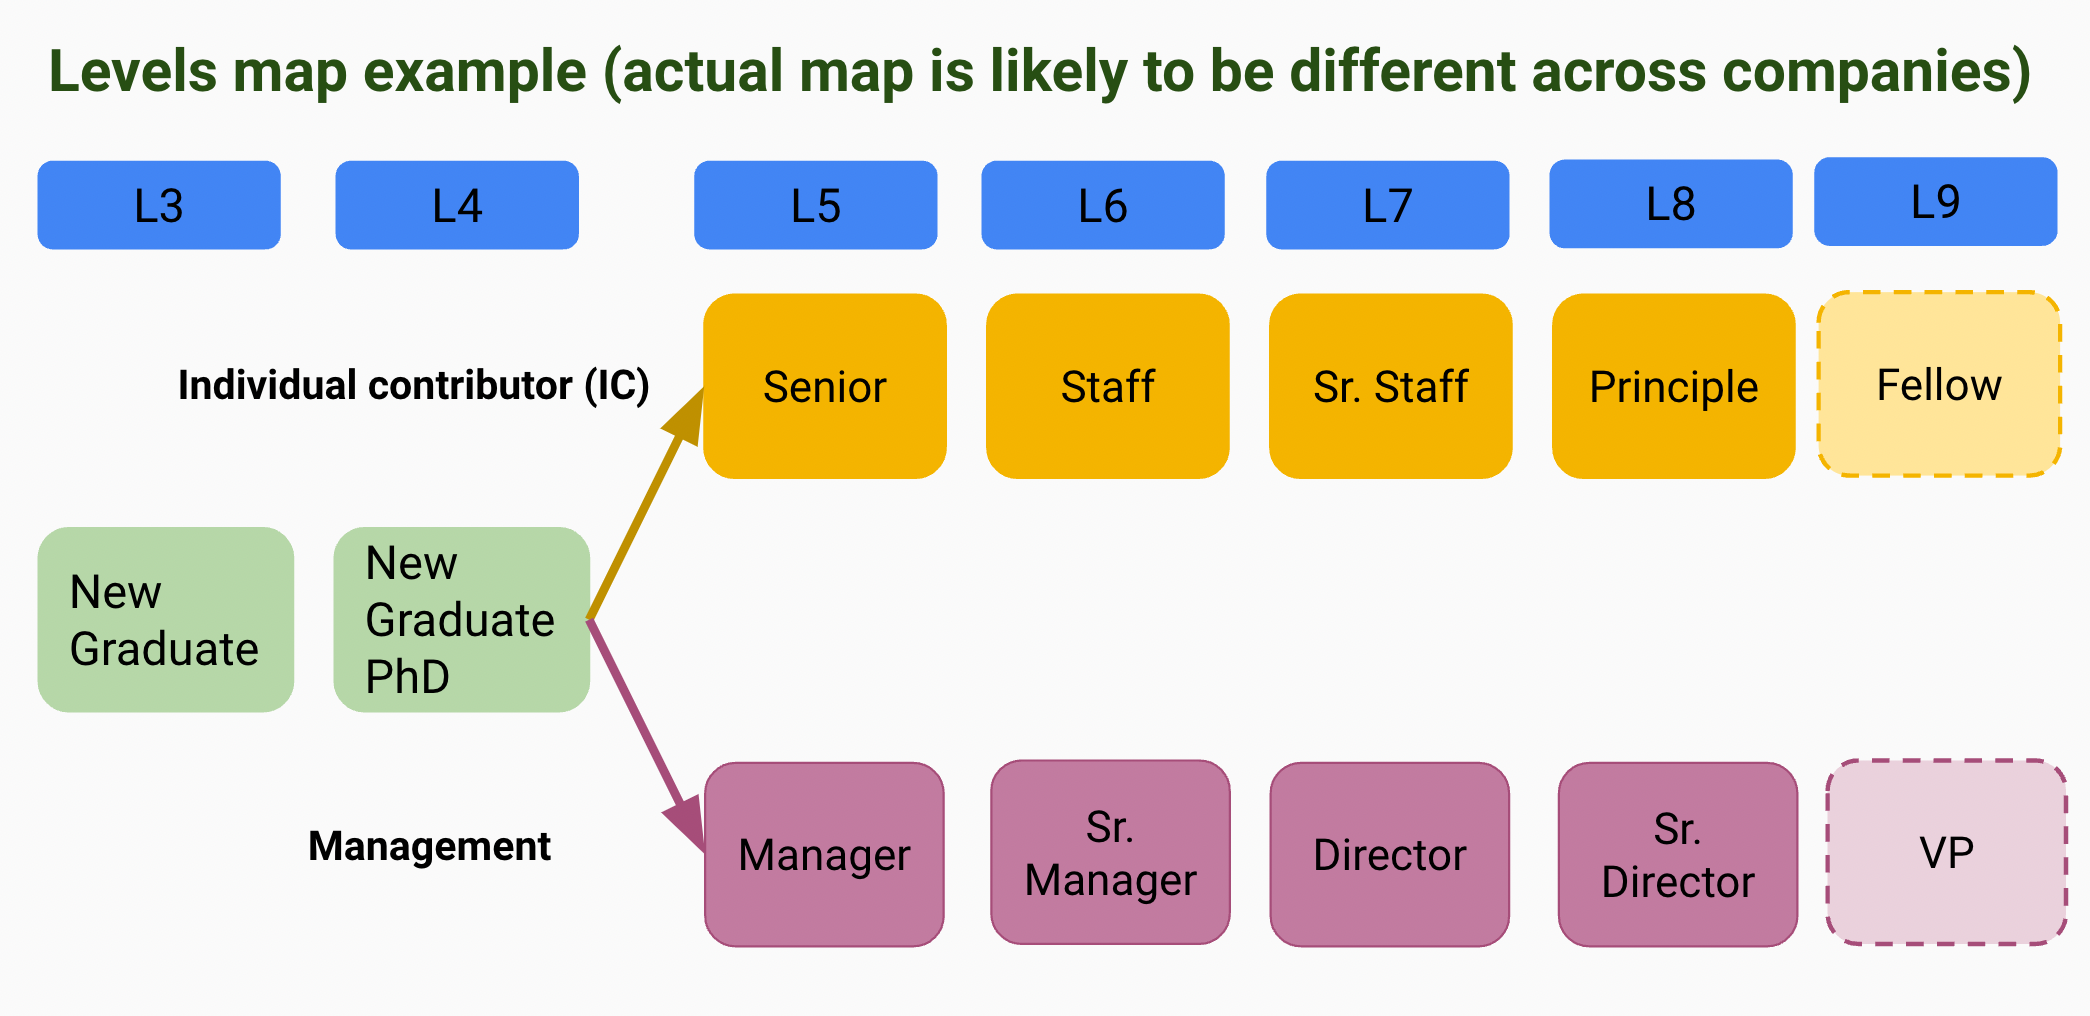 Levels map example (actual map is likely to be different across companies)
L3
L4
L5
L6
L7
L8
L9
Individual contributor (IC)
Senior
Staff
Sr. Staff
Principle
Fellow
New
Graduate
New
Graduate
PhD
Management
Manager
Sr.
Manager
Director
Sr.
Director
VP